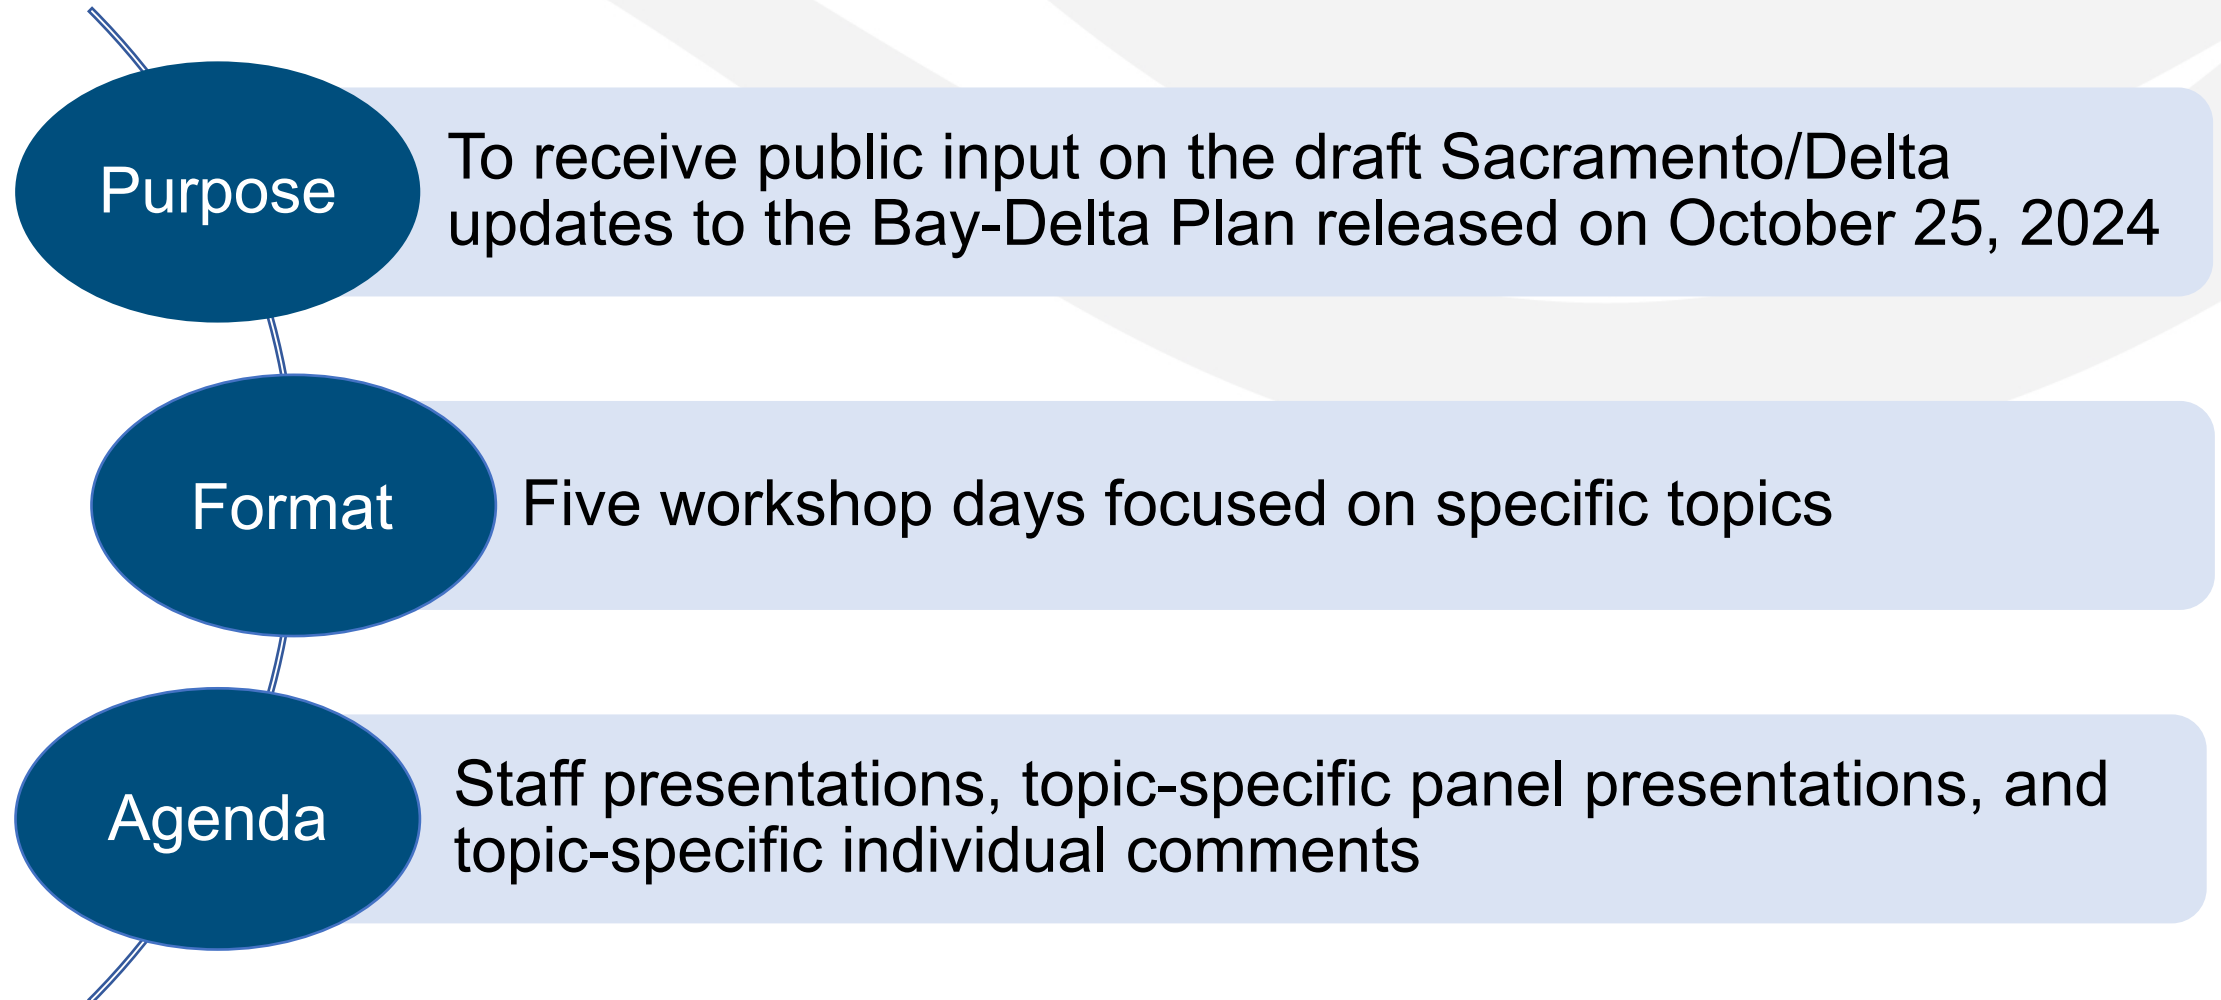 Purpose
To receive public input on the draft Sacramento/Delta
updates to the Bay-Delta Plan released on October 25, 2024
Format
Five workshop days focused on specific topics
Agenda
Staff presentations, topic-specific panel presentations, and
topic-specific individual comments